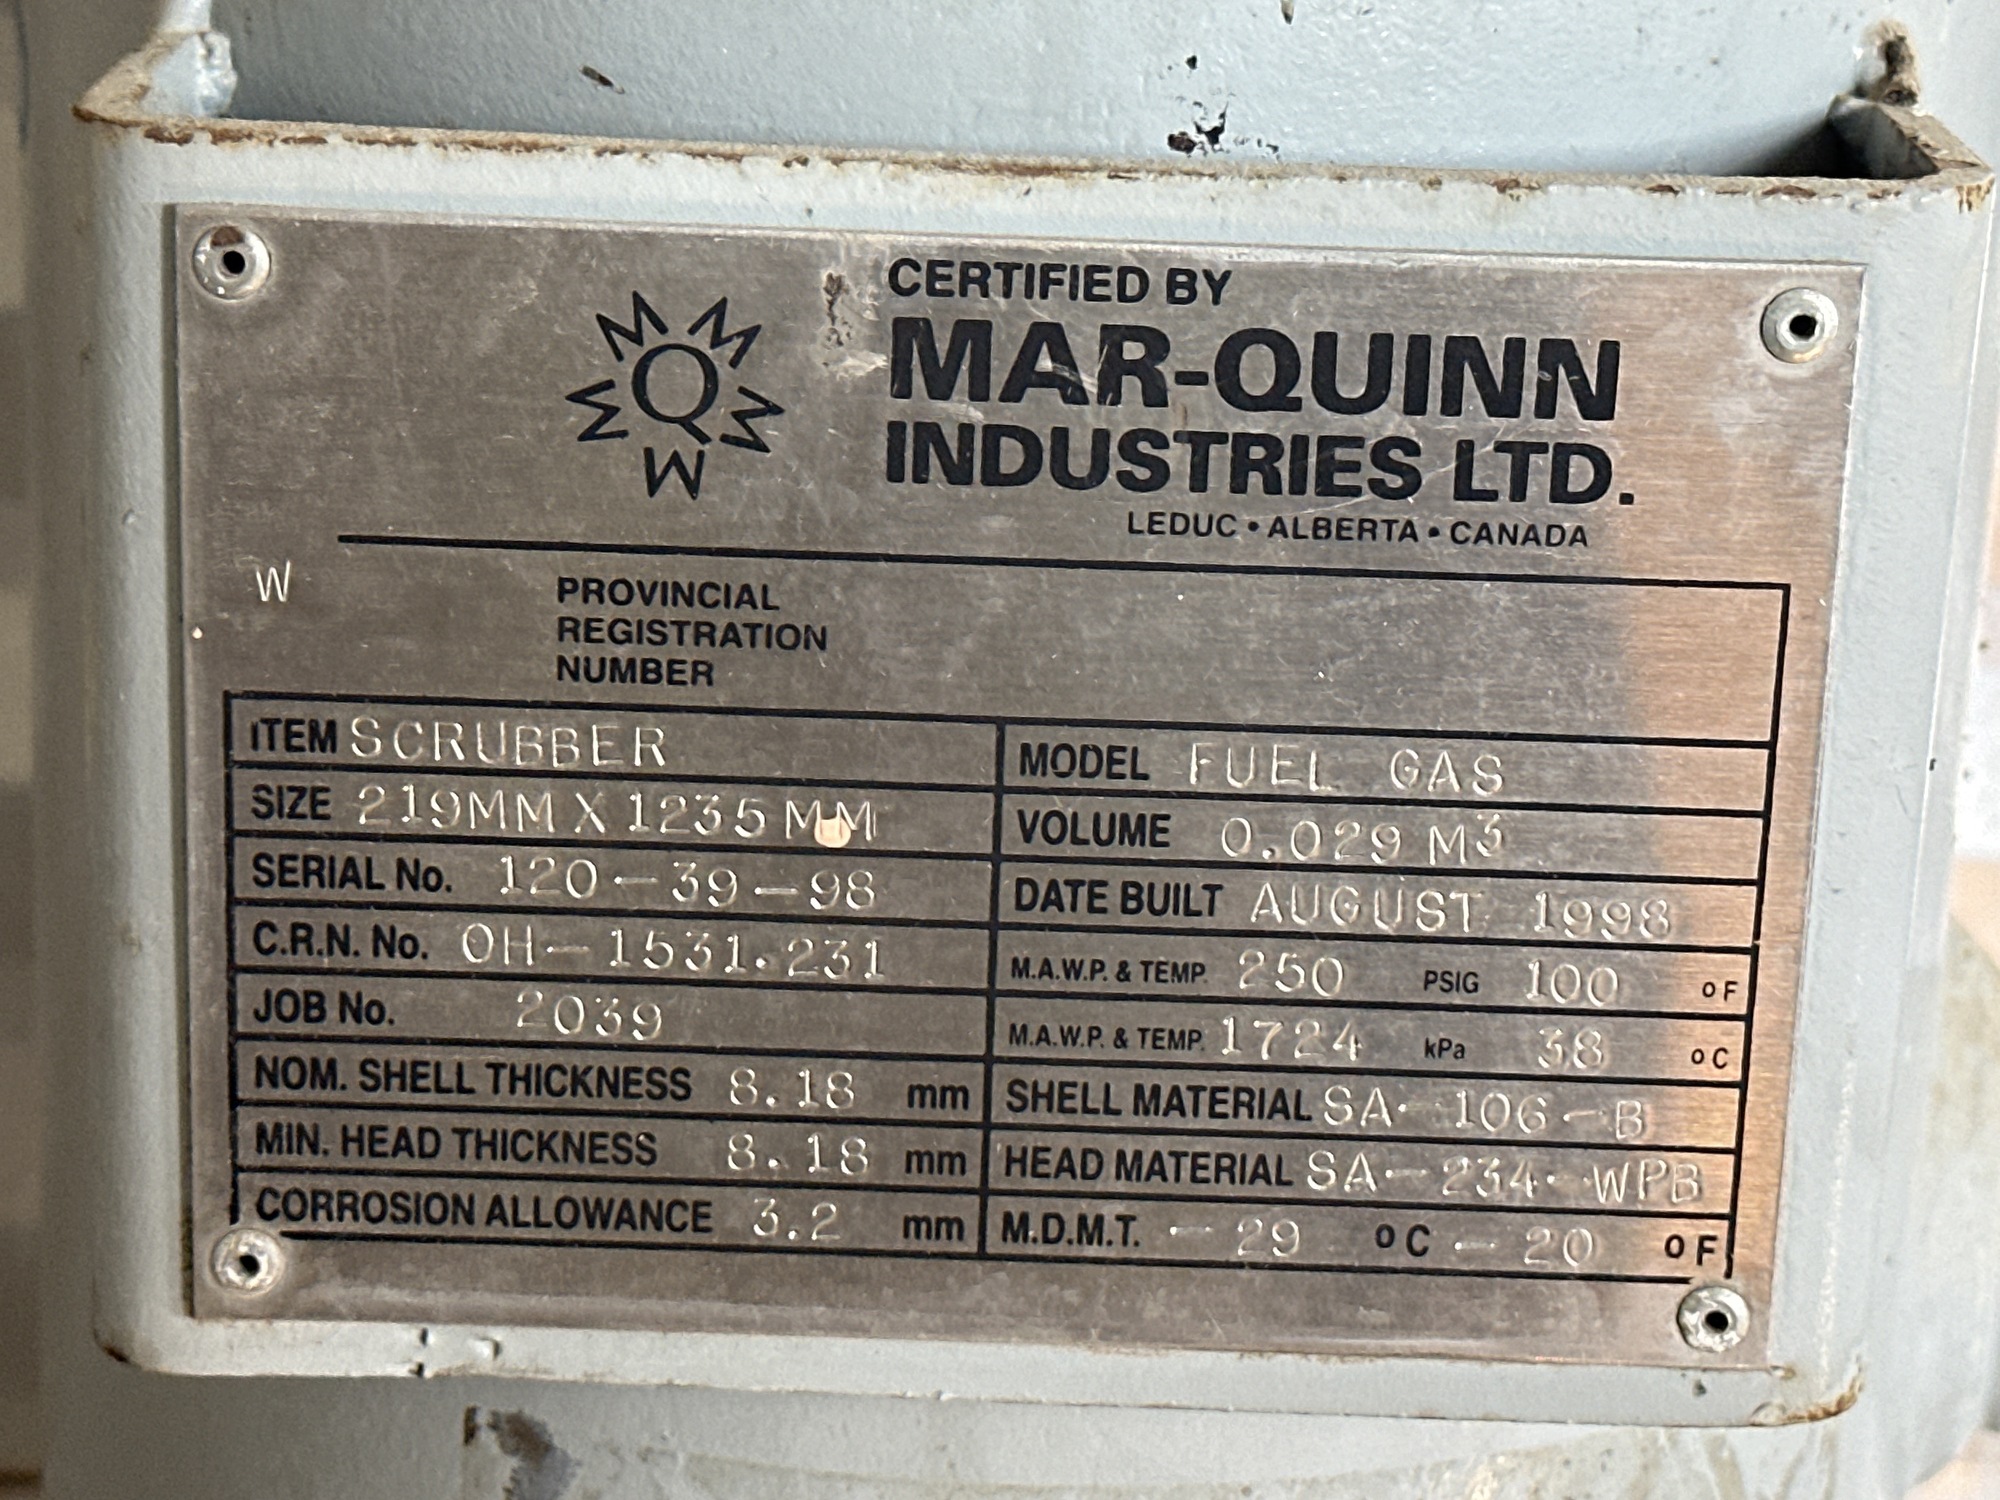 CERTIFIED BY
MAR-QUINN
INDUSTRIES LTD.
LEDUC • ALBERTA • CANADA
M M M M M Q
W
PROVINCIAL
REGISTRATION
NUMBER
ITEM SCRUBBER
MODEL FUEL GAS
SIZE 219MM X 1235MM
VOLUME 0.029 M³
SERIAL No. 120-39-98
DATE BUILT AUGUST 1998
C.R.N. No. OH-1531.231
M.A.W.P. & TEMP. 250 PSIG 100 oF
JOB No. 2039
M.A.W.P. & TEMP. 1724 kPa 38 oC
NOM. SHELL THICKNESS 8.18 mm
SHELL MATERIAL SA-106-B
MIN. HEAD THICKNESS 8.18 mm
HEAD MATERIAL SA-234-WPB
CORROSION ALLOWANCE 3.2 mm
M.D.M.T. -29 oC -20 oF